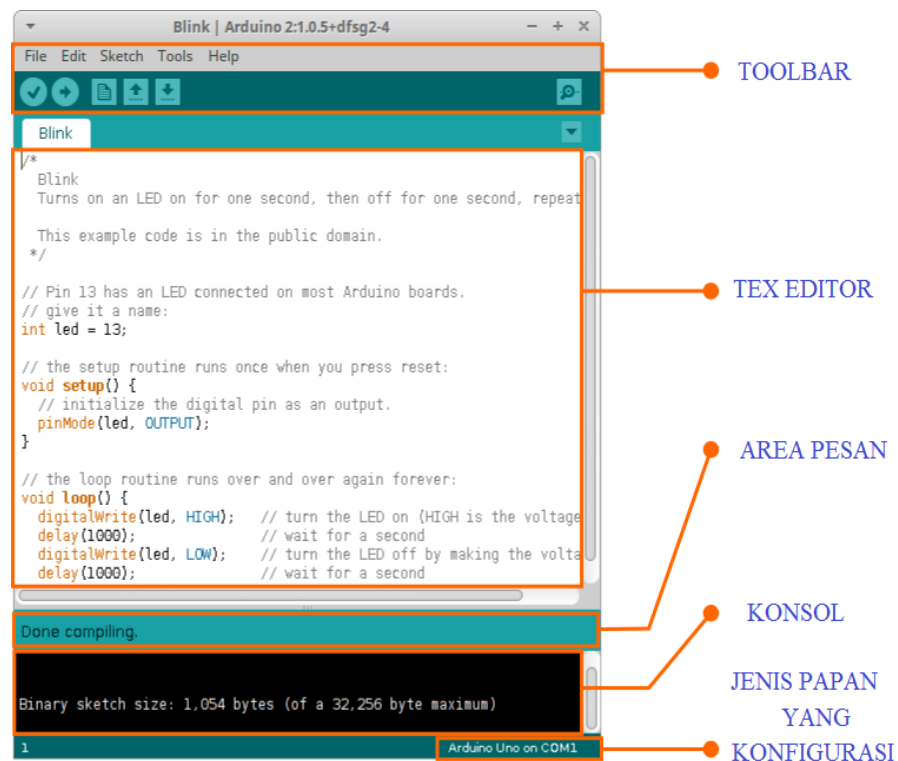 Blink | Arduino 2:1.0.5+dfsg2-4
File Edit Sketch Tools Help
TOOLBAR
Blink
/*
  Blink
  Turns on an LED on for one second, then off for one second, repeat
  This example code is in the public domain.
 */
// Pin 13 has an LED connected on most Arduino boards.
// give it a name:
int led = 13;
TEX EDITOR
// the setup routine runs once when you press reset:
void setup() {
  // initialize the digital pin as an output.
  pinMode(led, OUTPUT);
}
// the loop routine runs over and over again forever:
void loop() {
  digitalWrite(led, HIGH);   // turn the LED on (HIGH is the voltage
  delay(1000);               // wait for a second
  digitalWrite(led, LOW);    // turn the LED off by making the volta
  delay(1000);               // wait for a second
AREA PESAN
Done compiling.
KONSOL
Binary sketch size: 1,054 bytes (of a 32,256 byte maximum)
1
Arduino Uno on COM1
JENIS PAPAN
YANG
KONFIGURASI